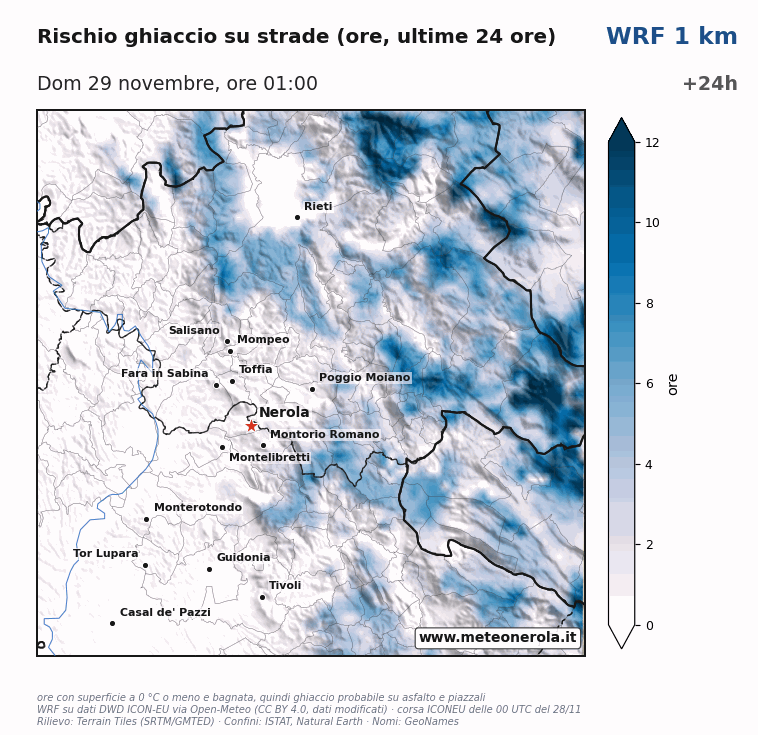 Rischio ghiaccio su strade (ore, ultime 24 ore)
WRF 1 km
Dom 29 novembre, ore 01:00
+24h
Rieti
Salisano
Mompeo
Fara in Sabina
Toffia
Poggio Moiano
Nerola
Montorio Romano
Montelibretti
Monterotondo
Tor Lupara
Guidonia
Tivoli
Casal de' Pazzi
www.meteonerola.it
12
10
8
6
4
2
0
ore
ore con superficie a 0 °C o meno e bagnata, quindi ghiaccio probabile su asfalto e piazzali
WRF su dati DWD ICON-EU via Open-Meteo (CC BY 4.0, dati modificati) · corsa ICONEU delle 00 UTC del 28/11
Rilievo: Terrain Tiles (SRTM/GMTED) · Confini: ISTAT, Natural Earth · Nomi: GeoNames